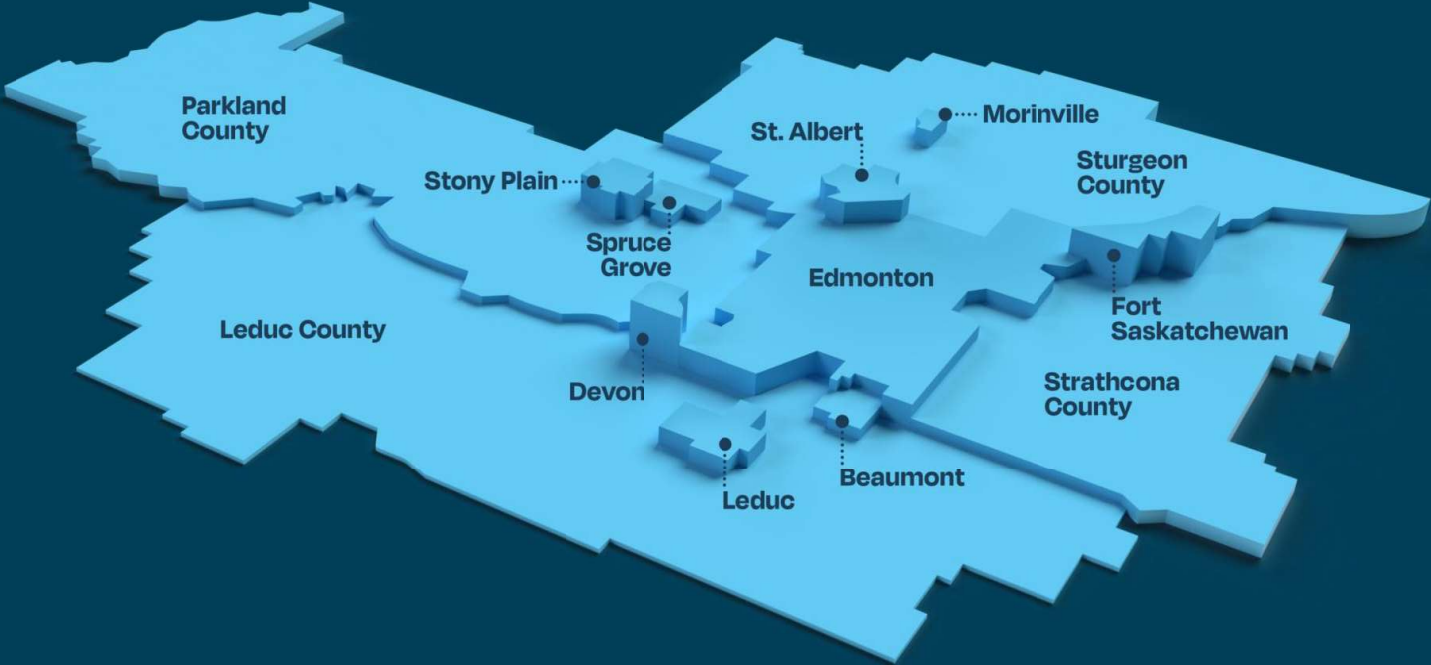 Parkland
County
Morinville
St. Albert
Sturgeon
County
Stony Plain
Spruce
Grove
Edmonton
Fort
Saskatchewan
Leduc County
Devon
Strathcona
County
Beaumont
Leduc